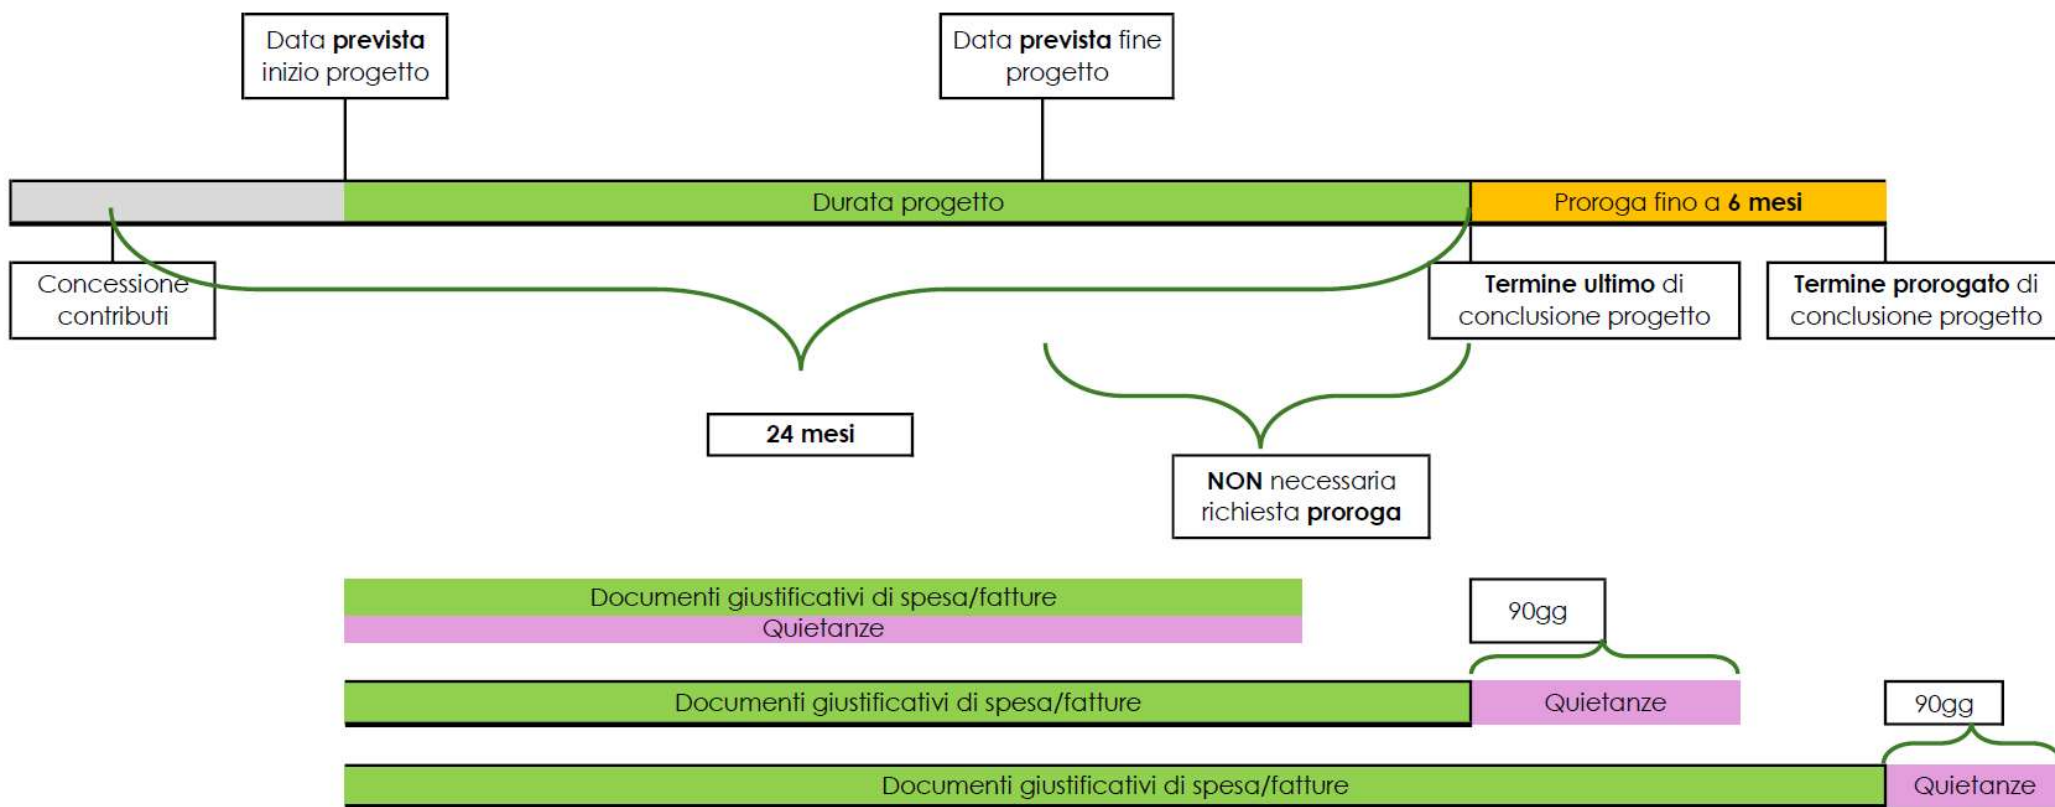 Data prevista
inizio progetto
Data prevista fine
progetto
Durata progetto
Proroga fino a 6 mesi
Concessione
contributi
Termine ultimo di
conclusione progetto
Termine prorogato di
conclusione progetto
24 mesi
NON necessaria
richiesta proroga
Documenti giustificativi di spesa/fatture
Quietanze
90gg
Documenti giustificativi di spesa/fatture
Quietanze
90gg
Documenti giustificativi di spesa/fatture
Quietanze